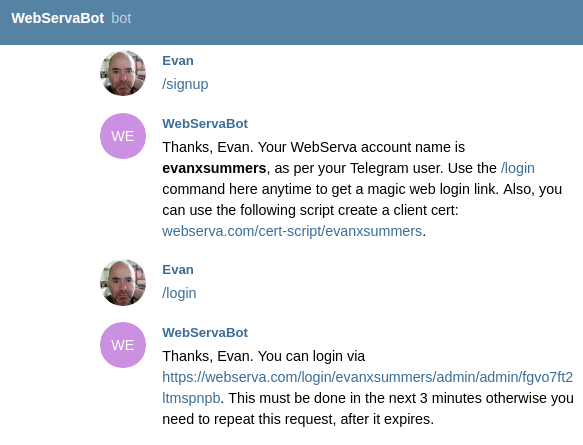 WebServaBot bot
Evan
/signup
WE
WebServaBot
Thanks, Evan. Your WebServa account name is
evanxsummers, as per your Telegram user. Use the /login
command here anytime to get a magic web login link. Also, you
can use the following script create a client cert:
webserva.com/cert-script/evanxsummers.
Evan
/login
WE
WebServaBot
Thanks, Evan. You can login via
https://webserva.com/login/evanxsummers/admin/admin/fgvo7ft2
ltmspnpb. This must be done in the next 3 minutes otherwise you
need to repeat this request, after it expires.